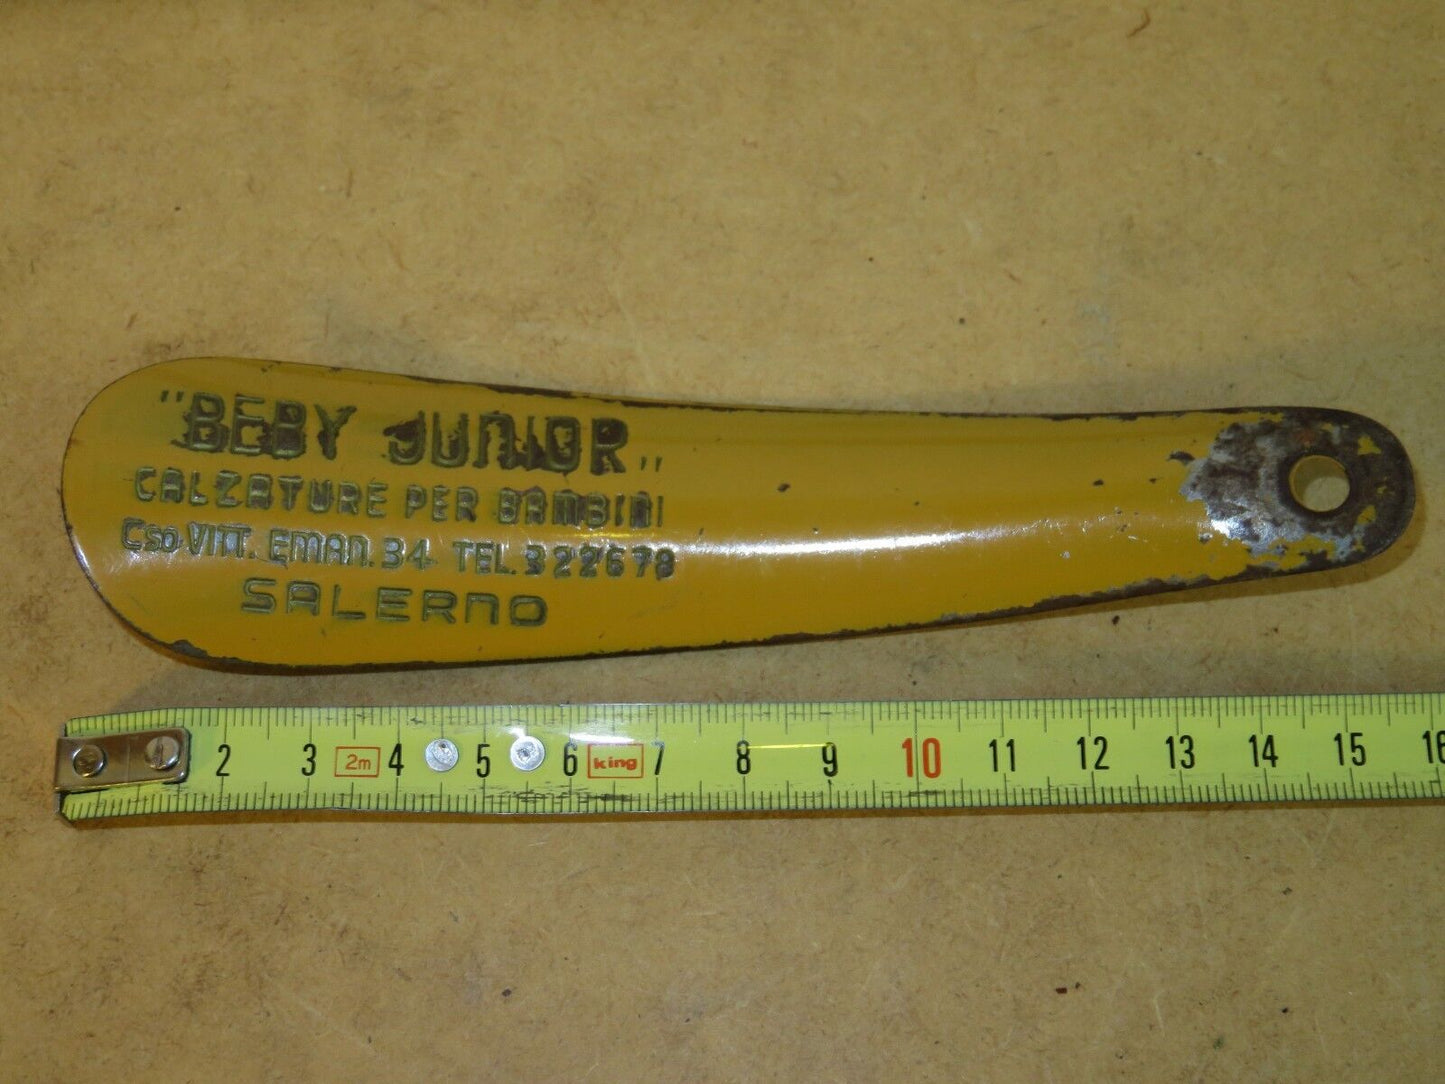 "BEBY JUNIOR"
CALZATURE PER BAMBINI
Cso VITT. EMAN. 34 TEL. 322678
SALERNO
2 3 2m 4 5 6 king 7 8 9 10 11 12 13 14 15 16